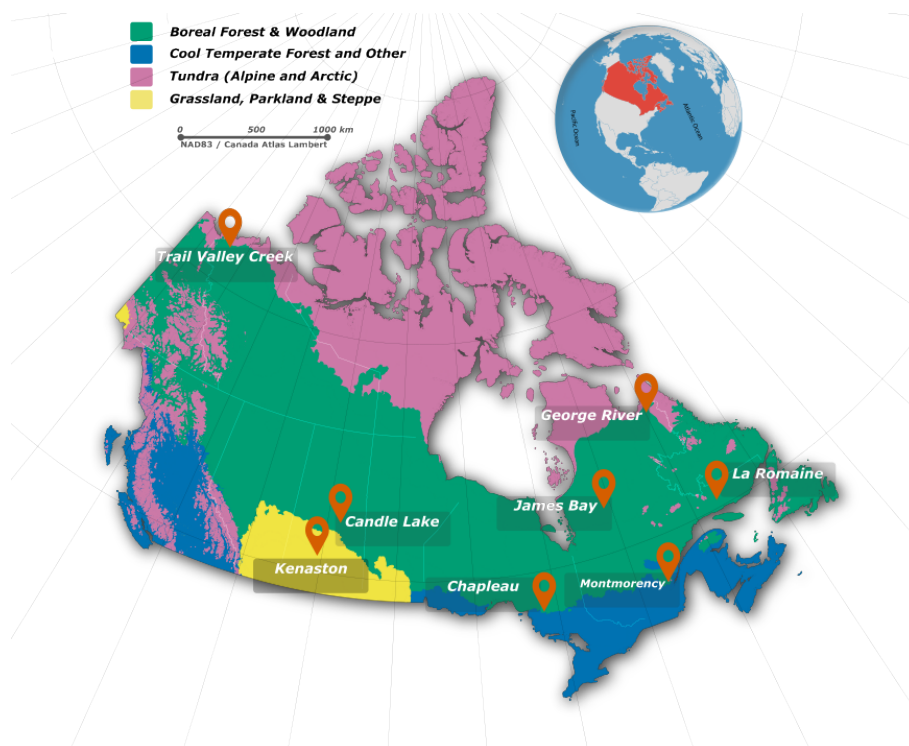 Boreal Forest & Woodland
Cool Temperate Forest and Other
Tundra (Alpine and Arctic)
Grassland, Parkland & Steppe
0 500 1000 km
NAD83 / Canada Atlas Lambert
Pacific Ocean
Atlantic Ocean
Trail Valley Creek
George River
La Romaine
James Bay
Candle Lake
Kenaston
Chapleau
Montmorency